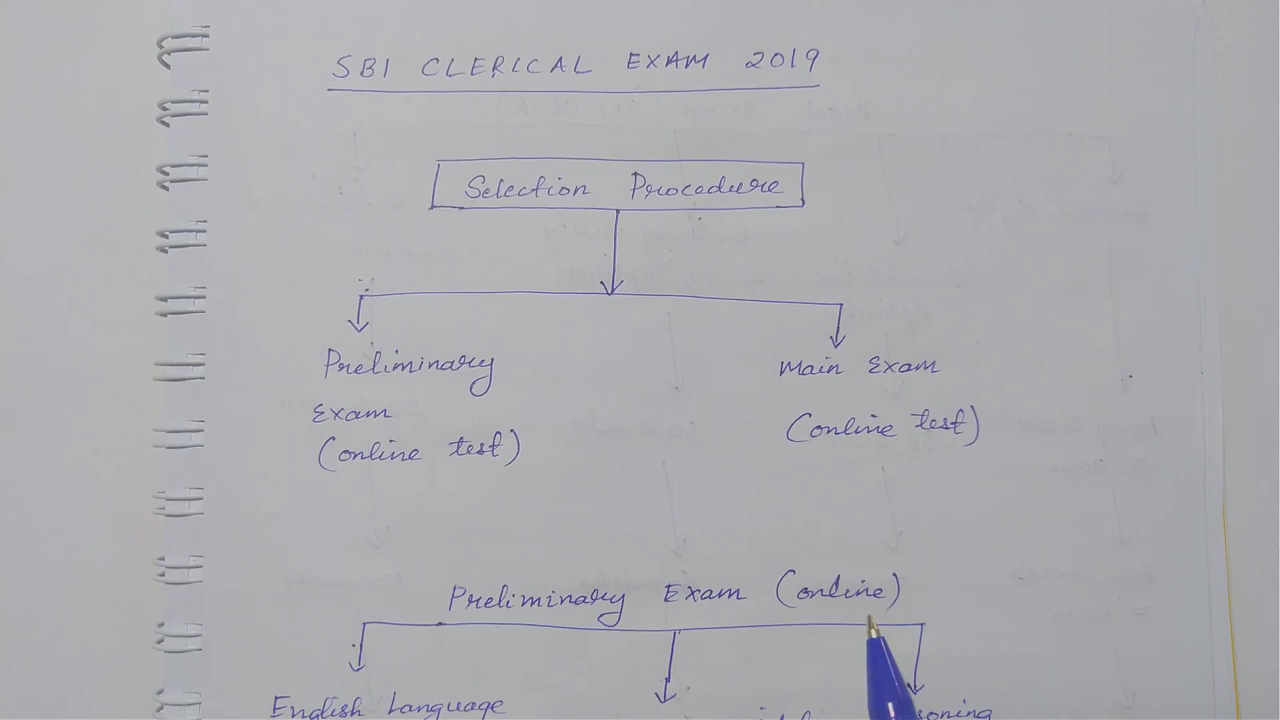 SBI CLERICAL EXAM 2019
Selection Procedure
Preliminary
Exam
(online test)
Main Exam
(online test)
Preliminary Exam (online)
English Language